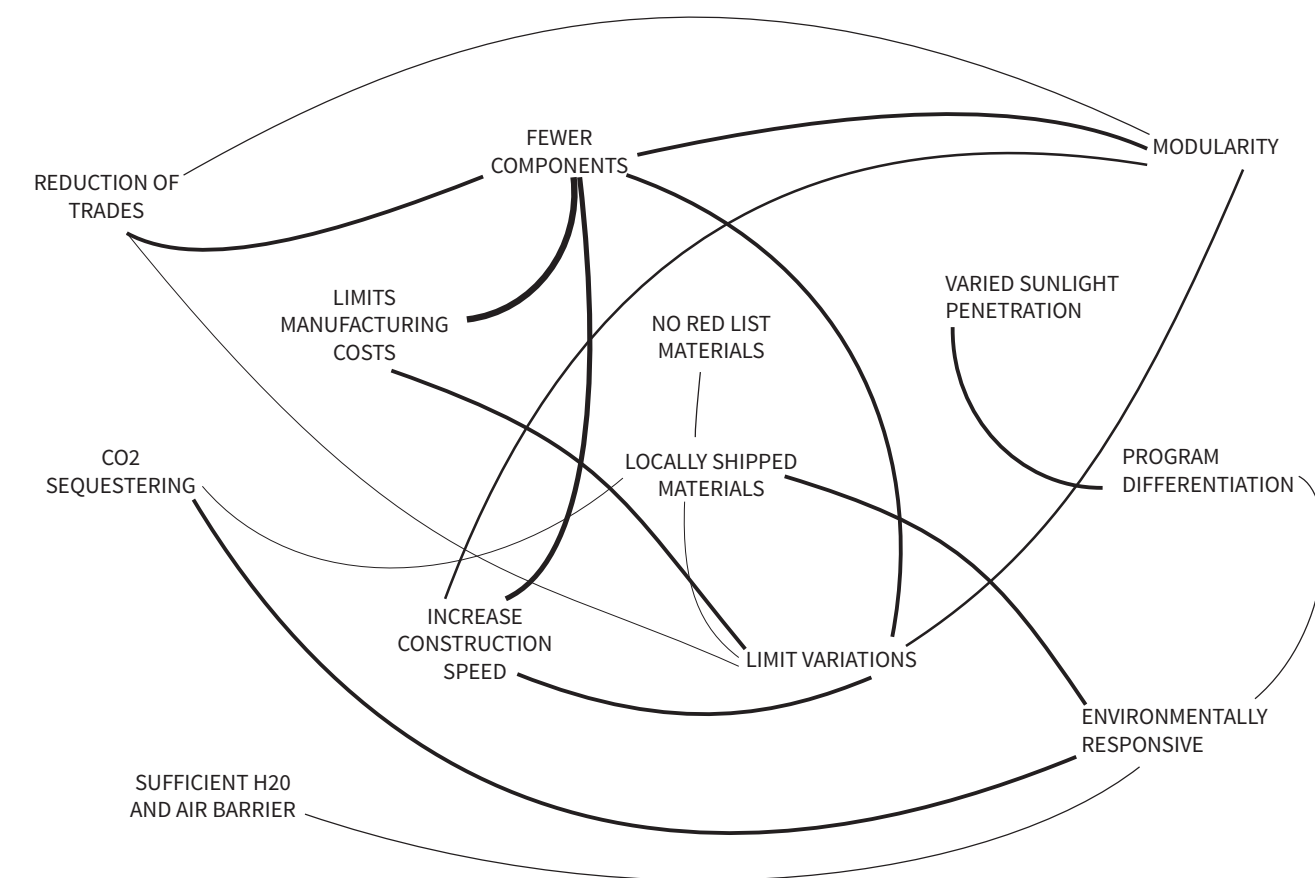 FEWER
COMPONENTS
MODULARITY
REDUCTION OF
TRADES
VARIED SUNLIGHT
PENETRATION
LIMITS
MANUFACTURING
COSTS
NO RED LIST
MATERIALS
CO2
SEQUESTERING
LOCALLY SHIPPED
MATERIALS
PROGRAM
DIFFERENTIATION
INCREASE
CONSTRUCTION
SPEED
LIMIT VARIATIONS
ENVIRONMENTALLY
RESPONSIVE
SUFFICIENT H20
AND AIR BARRIER